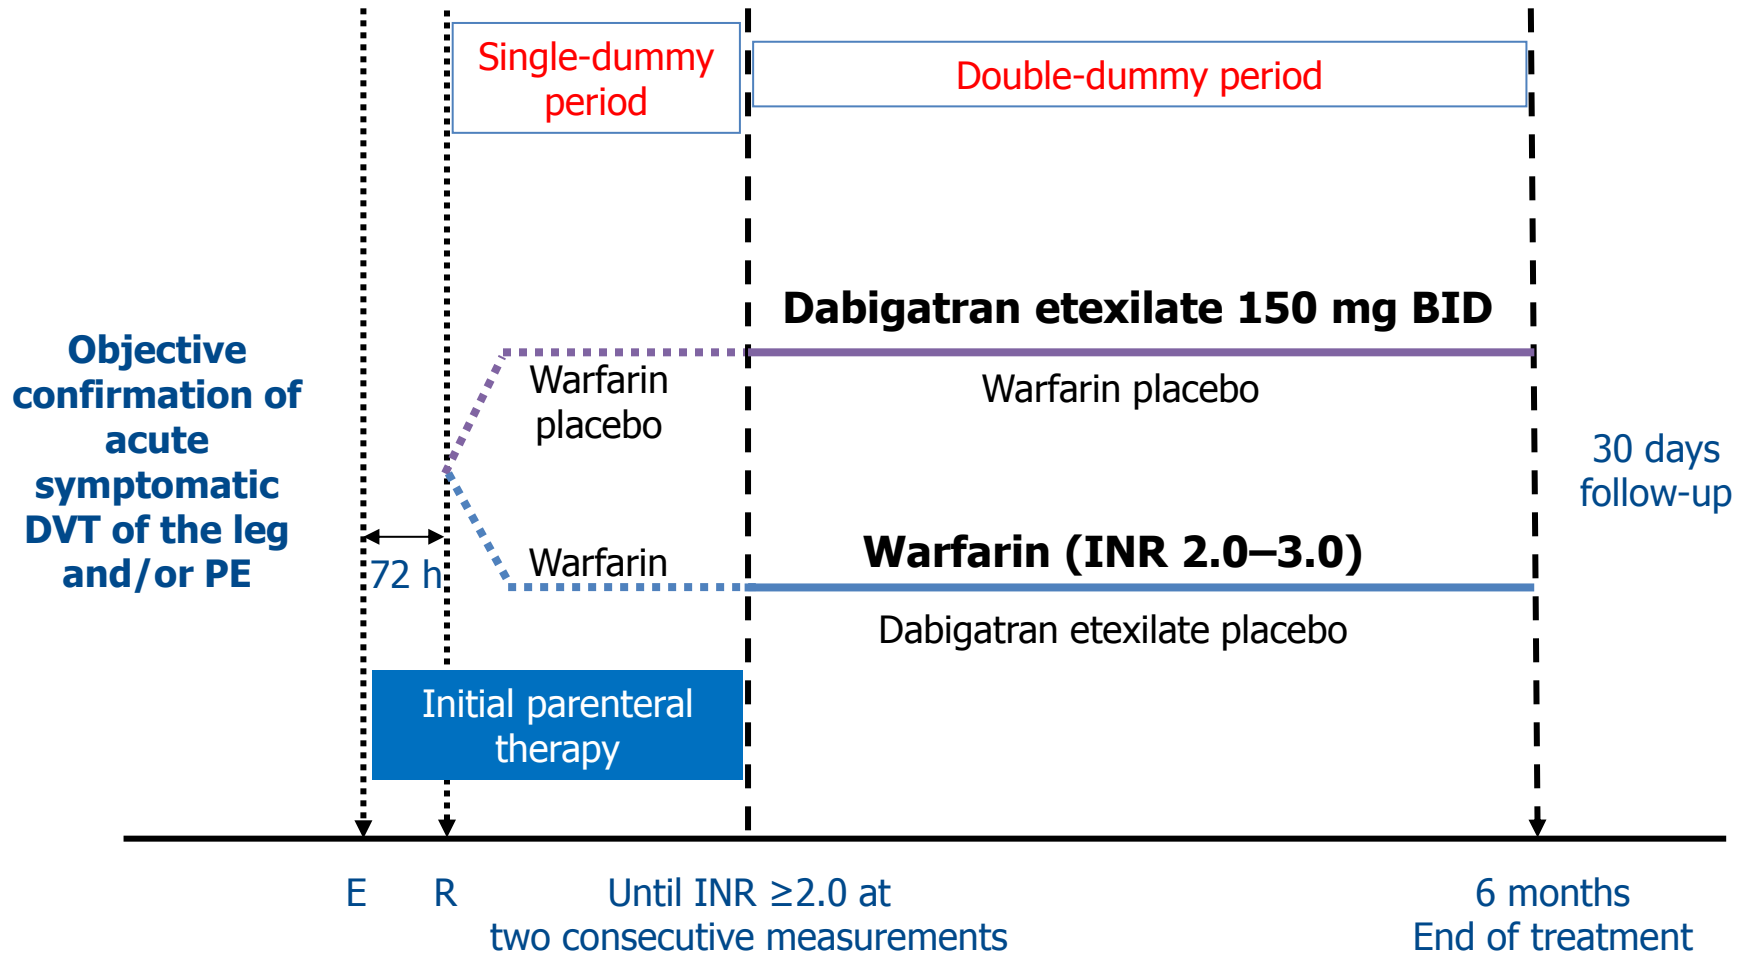 Single-dummy
period
Double-dummy period
Objective
confirmation of
acute
symptomatic
DVT of the leg
and/or PE
72 h
Warfarin
placebo
Warfarin
Dabigatran etexilate 150 mg BID
Warfarin placebo
Warfarin (INR 2.0–3.0)
Dabigatran etexilate placebo
30 days
follow-up
Initial parenteral
therapy
E
R
Until INR ≥2.0 at
two consecutive measurements
6 months
End of treatment